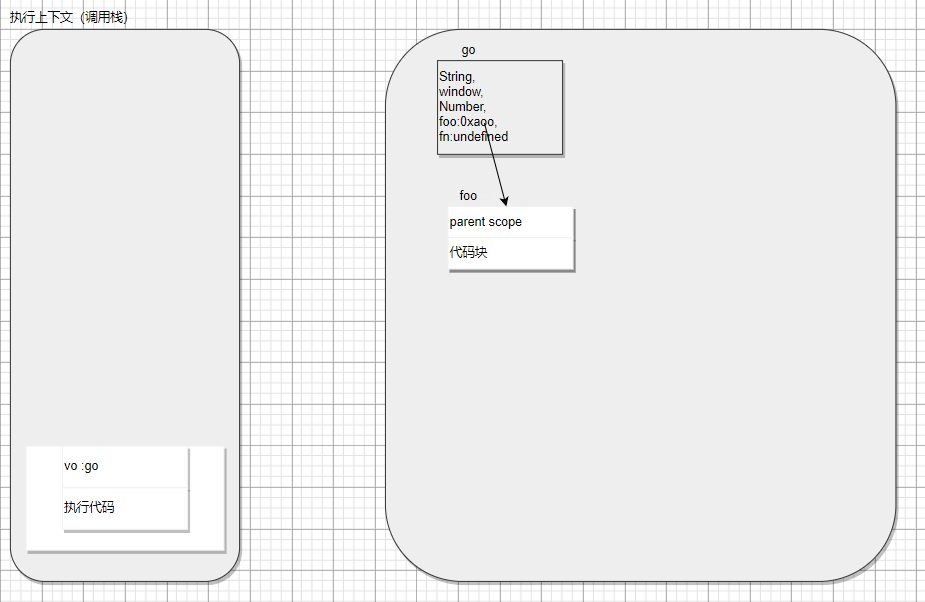 执行上下文（调用栈）
go
String,
window,
Number,
foo:0xaoo,
fn:undefined
foo
parent scope
代码块
vo :go
执行代码